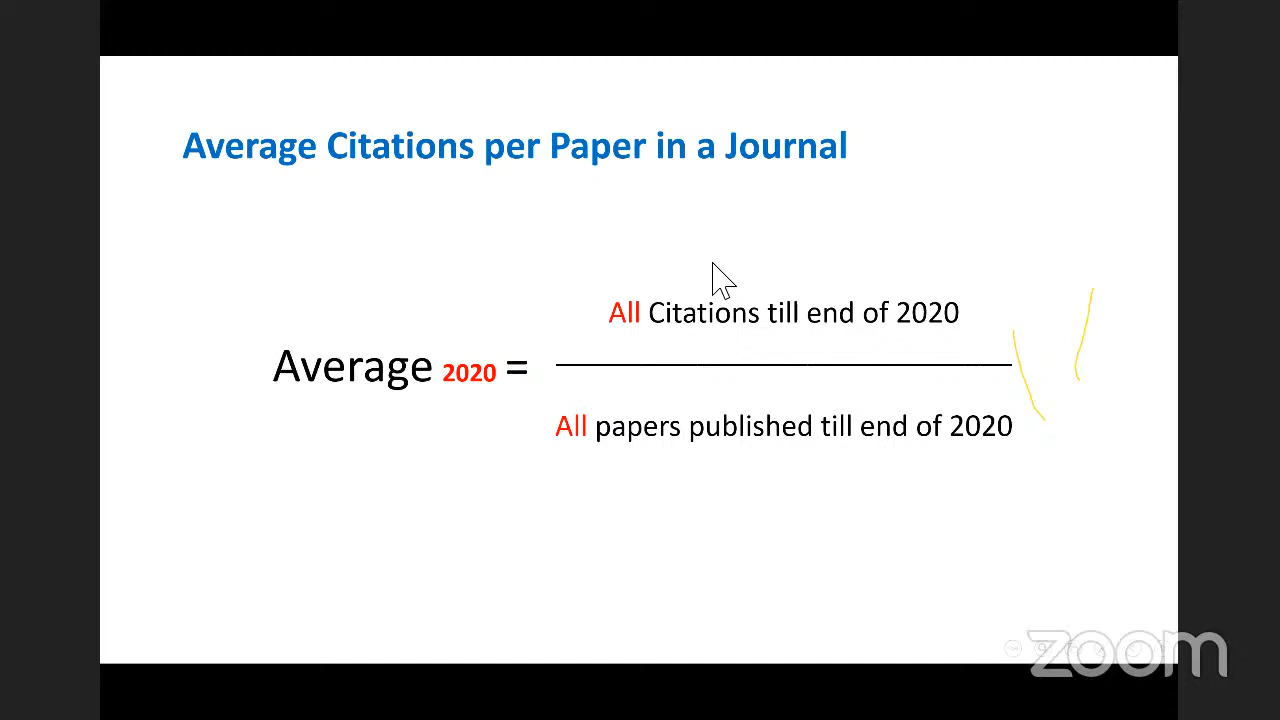 Average Citations per Paper in a Journal
All Citations till end of 2020
Average 2020 =
All papers published till end of 2020
zoom